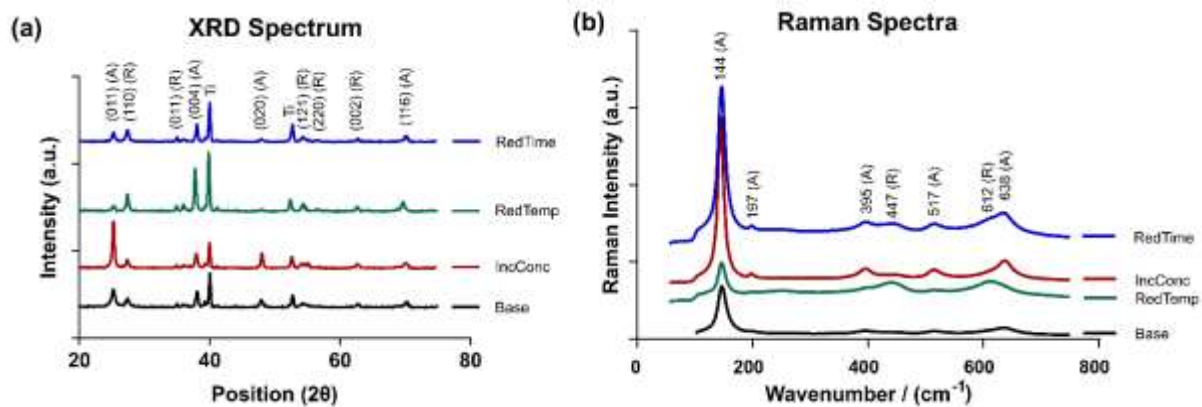 (a)
XRD Spectrum
Intensity (a.u.)
(011) (A)
(110) (R)
(011) (R)
(004) (A)
Ti
(020) (A)
Ti
(121) (R)
(220) (R)
(002) (R)
(116) (A)
RedTime
RedTemp
IncConc
Base
20
40
60
80
Position (2θ)
(b)
Raman Spectra
Raman Intensity (a.u.)
144 (A)
197 (A)
395 (A)
447 (R)
517 (A)
612 (R)
638 (A)
RedTime
IncConc
RedTemp
Base
0
200
400
600
800
Wavenumber / (cm⁻¹)